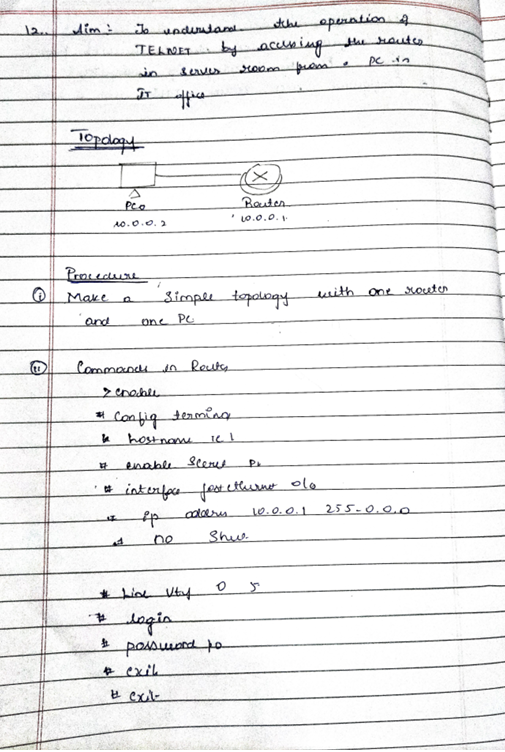 12.. Aim :- To understand the operation of
TELNET by accessing the router
in server room from a PC in
IT office
Topology
PC0 Router
10.0.0.2 10.0.0.1
Procedure
(i) Make a simple topology with one router
and one PC
(ii) Commands in Router
> enable
# config terming
# hostname
# enable secret
# interface fastethernet 0/0
# ip address 10.0.0.1 255.0.0.0
# no shut
# line vty 0 5
# login
# password p0
# exit
# exit